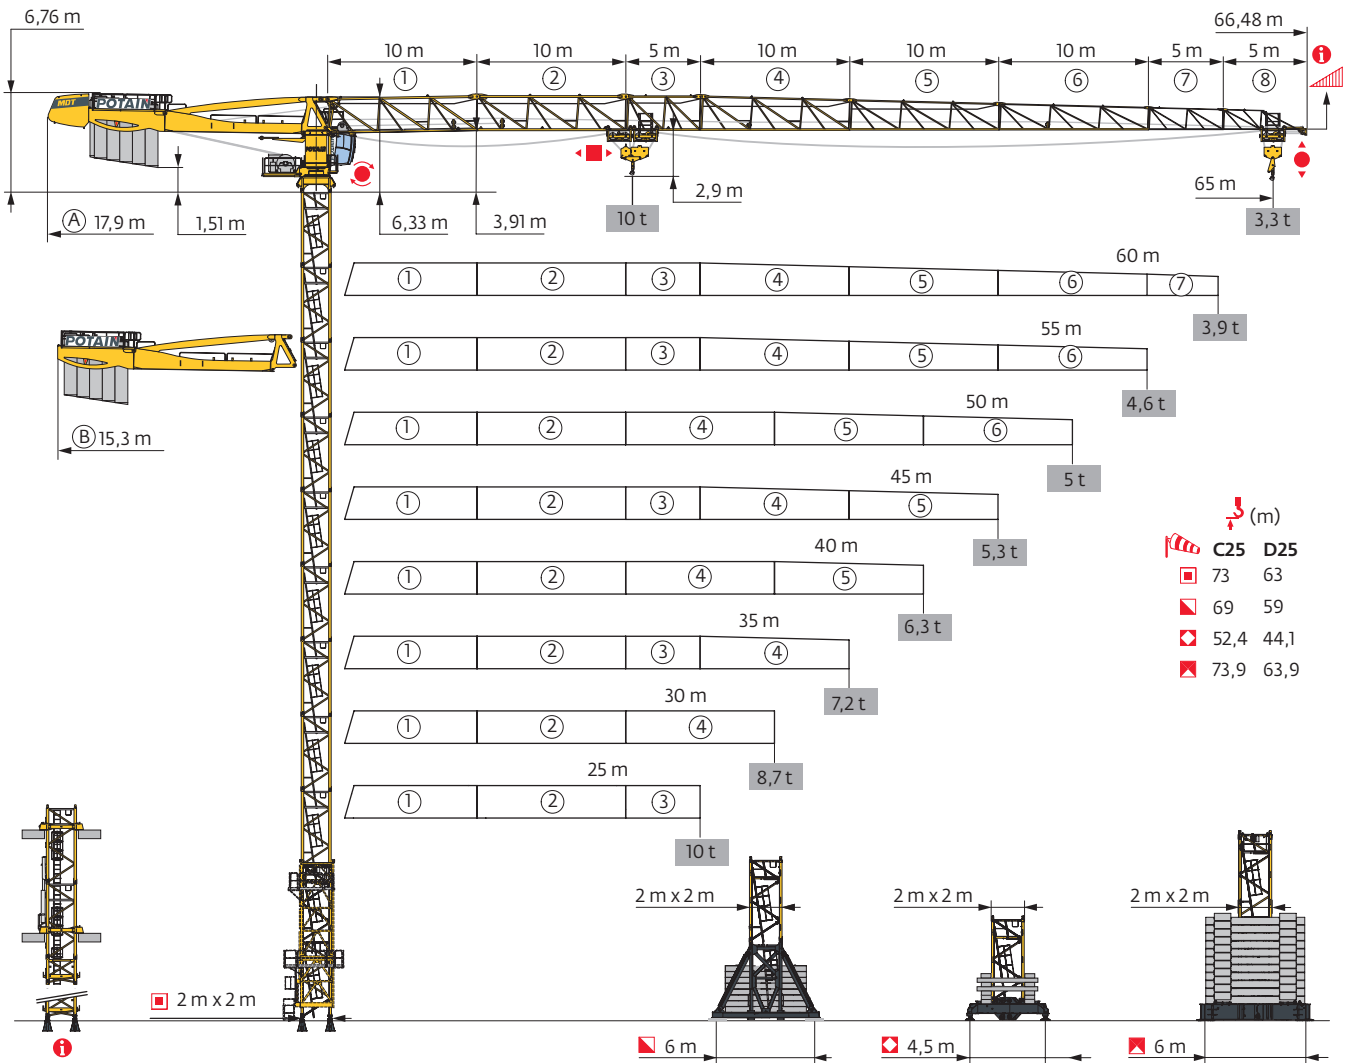 6,76 m
66,48 m
10 m 10 m 5 m 10 m 10 m 10 m 5 m 5 m
1 2 3 4 5 6 7 8
i
MDT POTAIN
POTAIN
A 17,9 m
1,51 m
6,33 m
3,91 m
10 t
2,9 m
65 m
3,3 t
60 m
1 2 3 4 5 6 7
3,9 t
POTAIN
B 15,3 m
55 m
1 2 3 4 5 6
4,6 t
50 m
1 2 4 5 6
5 t
45 m
1 2 3 4 5
5,3 t
40 m
1 2 4 5
6,3 t
35 m
1 2 3 4
7,2 t
30 m
1 2 4
8,7 t
25 m
1 2 3
10 t
(m)
C25 D25
73 63
69 59
52,4 44,1
73,9 63,9
i
2 m x 2 m
2 m x 2 m
6 m
2 m x 2 m
4,5 m
2 m x 2 m
6 m